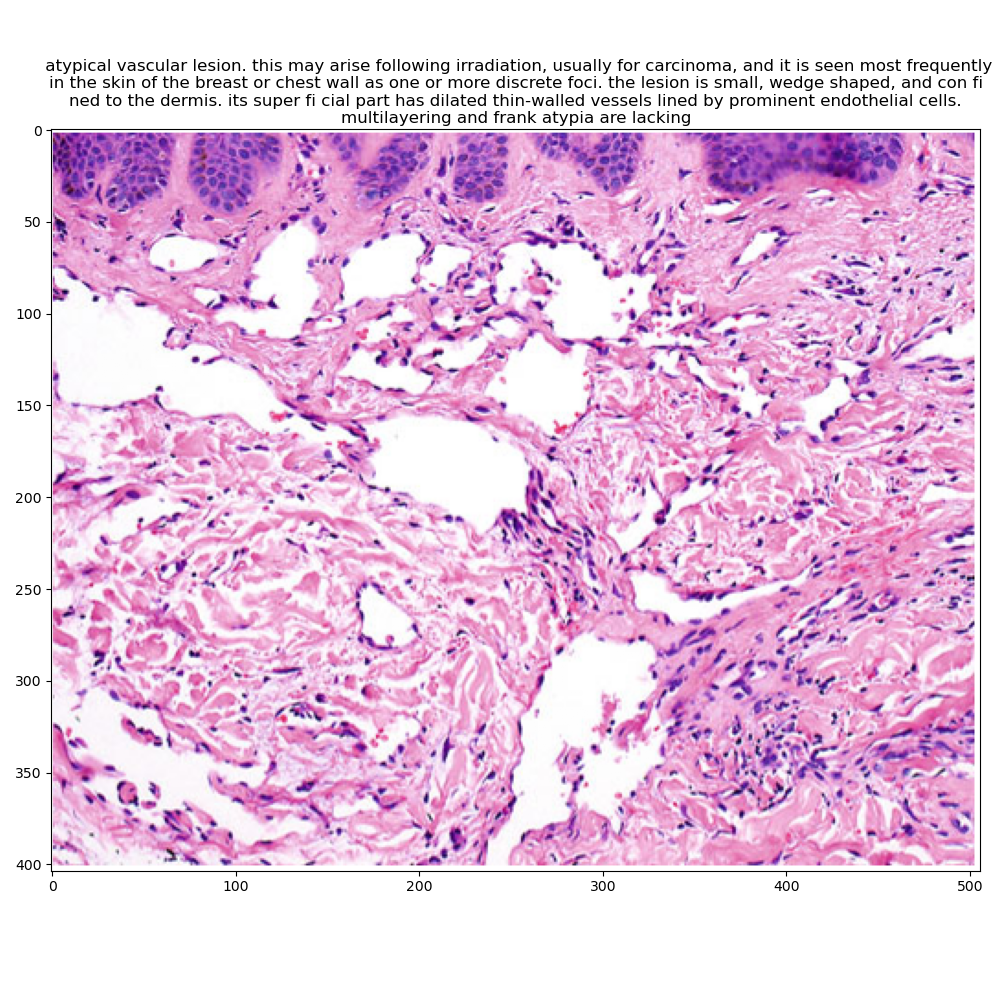 atypical vascular lesion. this may arise following irradiation, usually for carcinoma, and it is seen most frequently
in the skin of the breast or chest wall as one or more discrete foci. the lesion is small, wedge shaped, and con fi
ned to the dermis. its super fi cial part has dilated thin-walled vessels lined by prominent endothelial cells.
multilayering and frank atypia are lacking
0
50
100
150
200
250
300
350
400
0 100 200 300 400 500